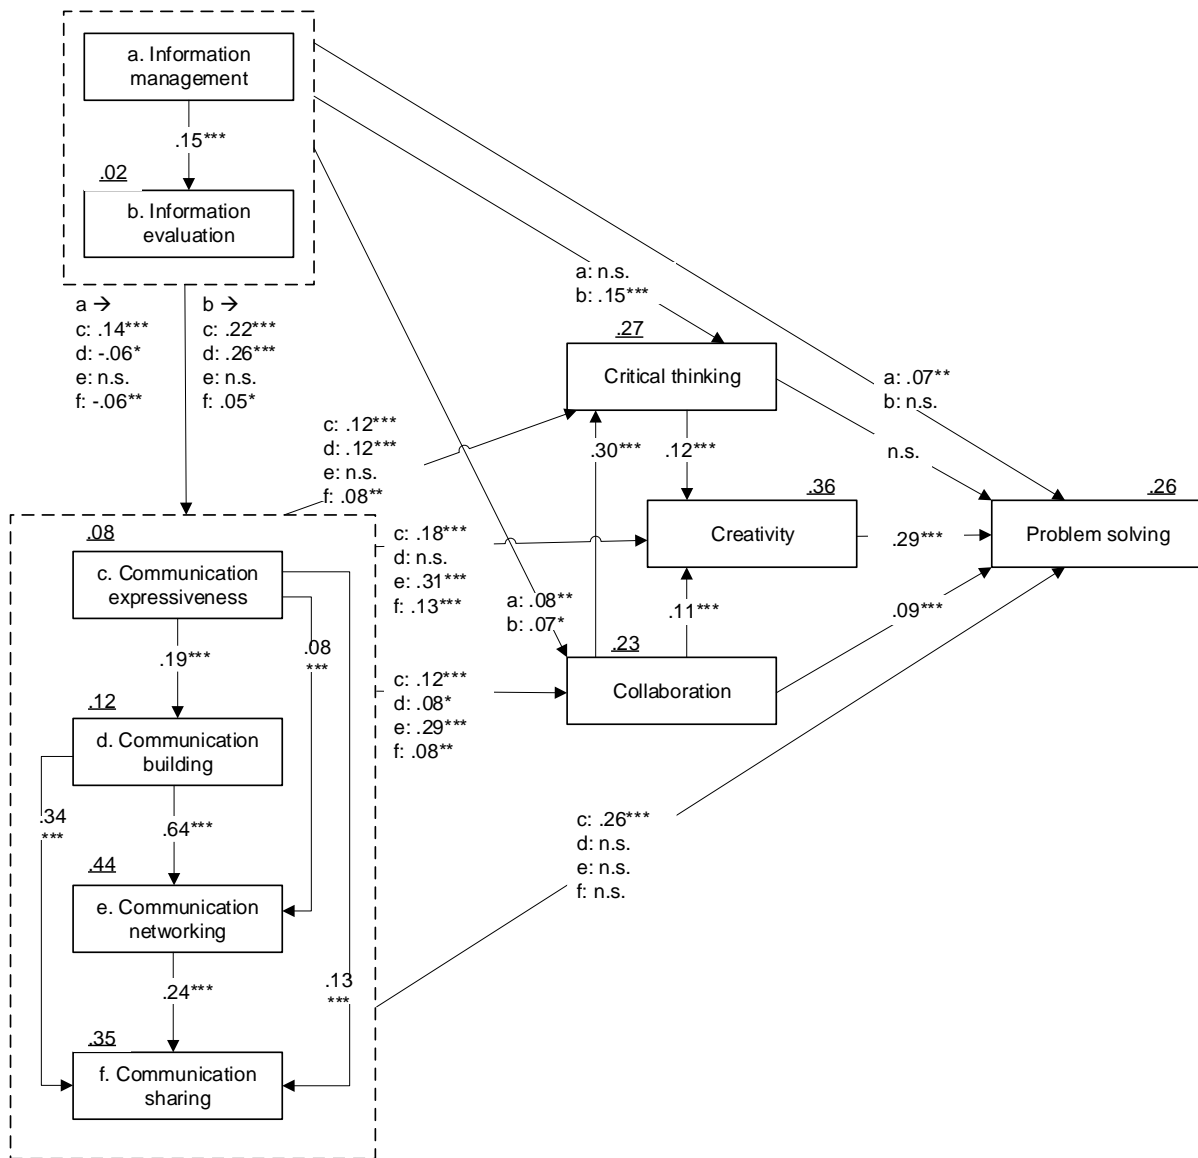 a. Information
management
.15***
.02
b. Information
evaluation
a →
c: .14***
d: -.06*
e: n.s.
f: -.06**
b →
c: .22***
d: .26***
e: n.s.
f: .05*
a: n.s.
b: .15***
.27
Critical thinking
a: .07**
b: n.s.
c: .12***
d: .12***
e: n.s.
f: .08**
.30***
.12***
n.s.
.36
Creativity
.29***
.26
Problem solving
.08
c. Communication
expressiveness
c: .18***
d: n.s.
e: .31***
f: .13***
a: .08**
b: .07*
.11***
.09***
.19***
.08
***
.23
Collaboration
c: .12***
d: .08*
e: .29***
f: .08**
.12
d. Communication
building
.34
***
.64***
c: .26***
d: n.s.
e: n.s.
f: n.s.
.44
e. Communication
networking
.24***
.13
***
.35
f. Communication
sharing